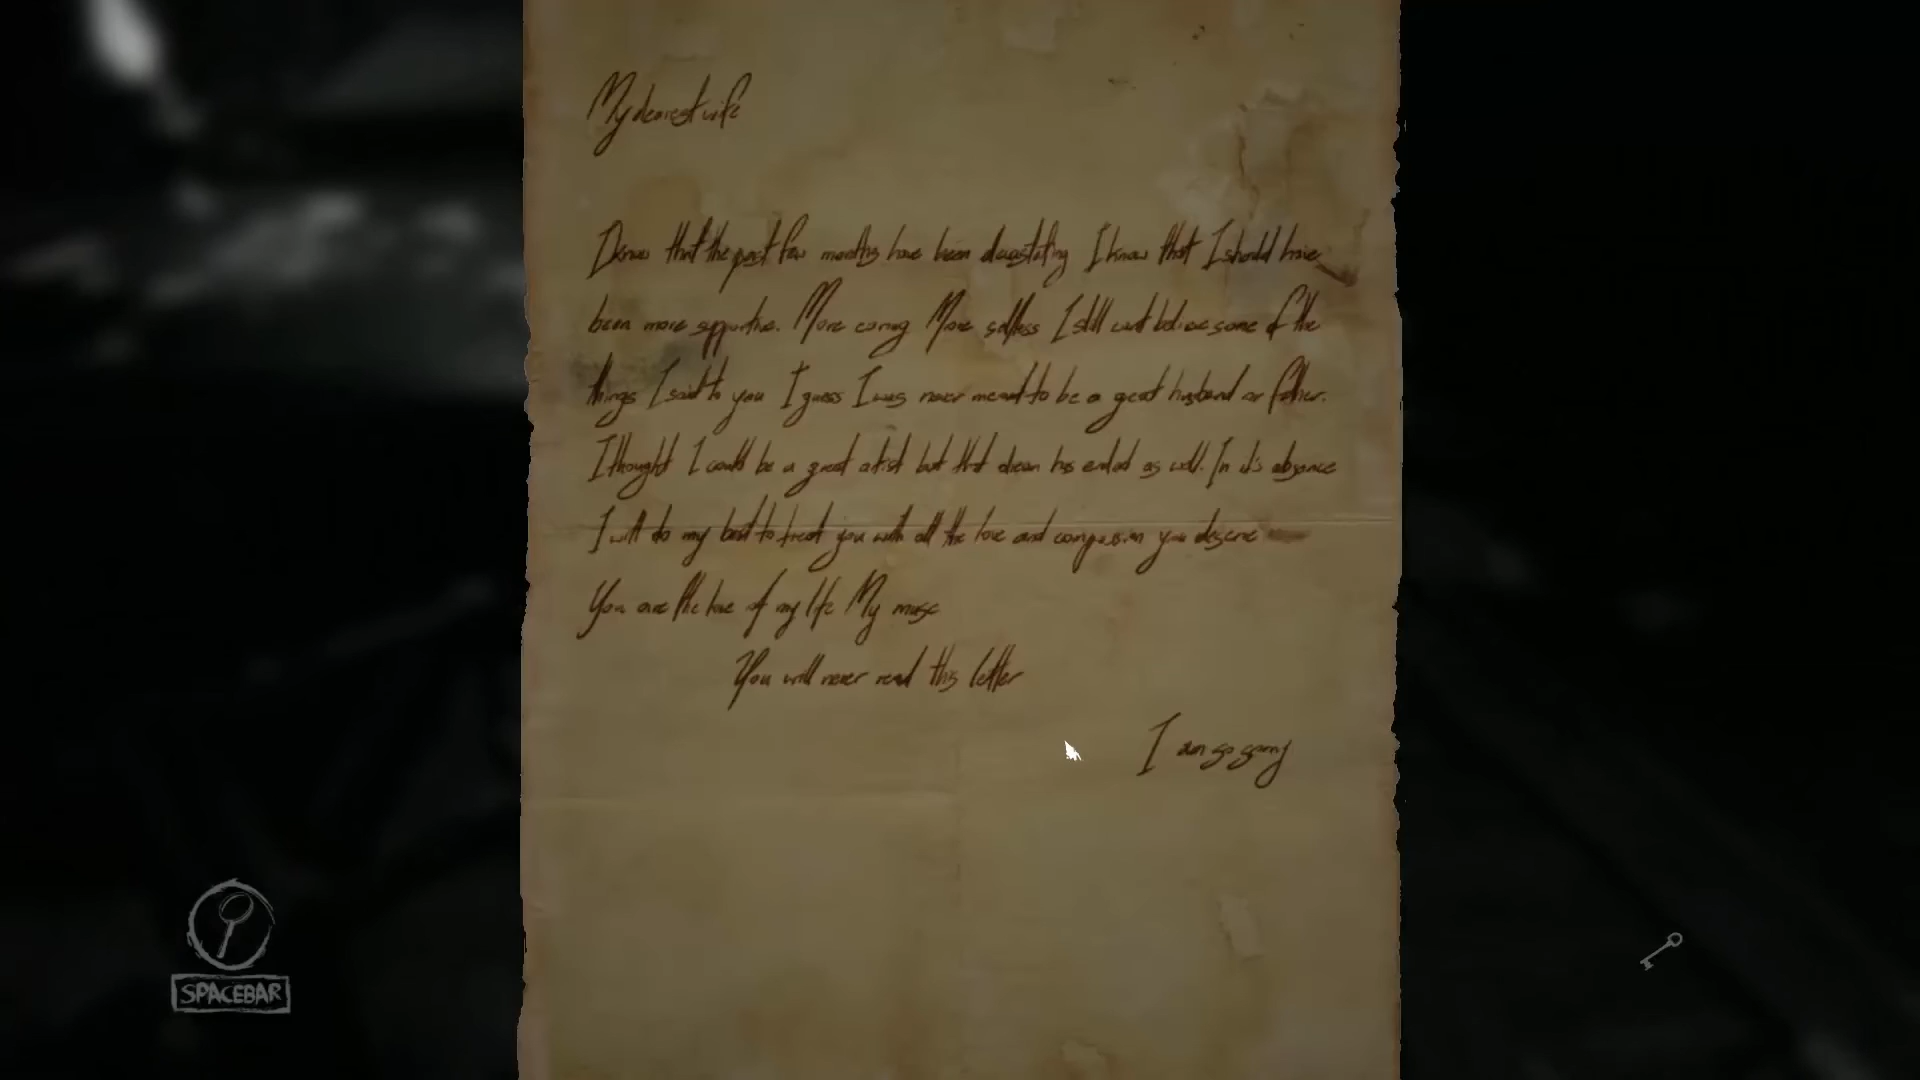 My dearest wife
I know that the past few months have been devastating I know that I should have
been more supportive. More caring More selfless I still can't believe some of the
things I said to you I guess I was never meant to be a great husband or father.
I thought I could be a great artist but that dream has ended as well. In it's absence
I will do my best to treat you with all the love and compassion you deserve
You are the love of my life My muse
You will never read this letter
I am so sorry
SPACEBAR